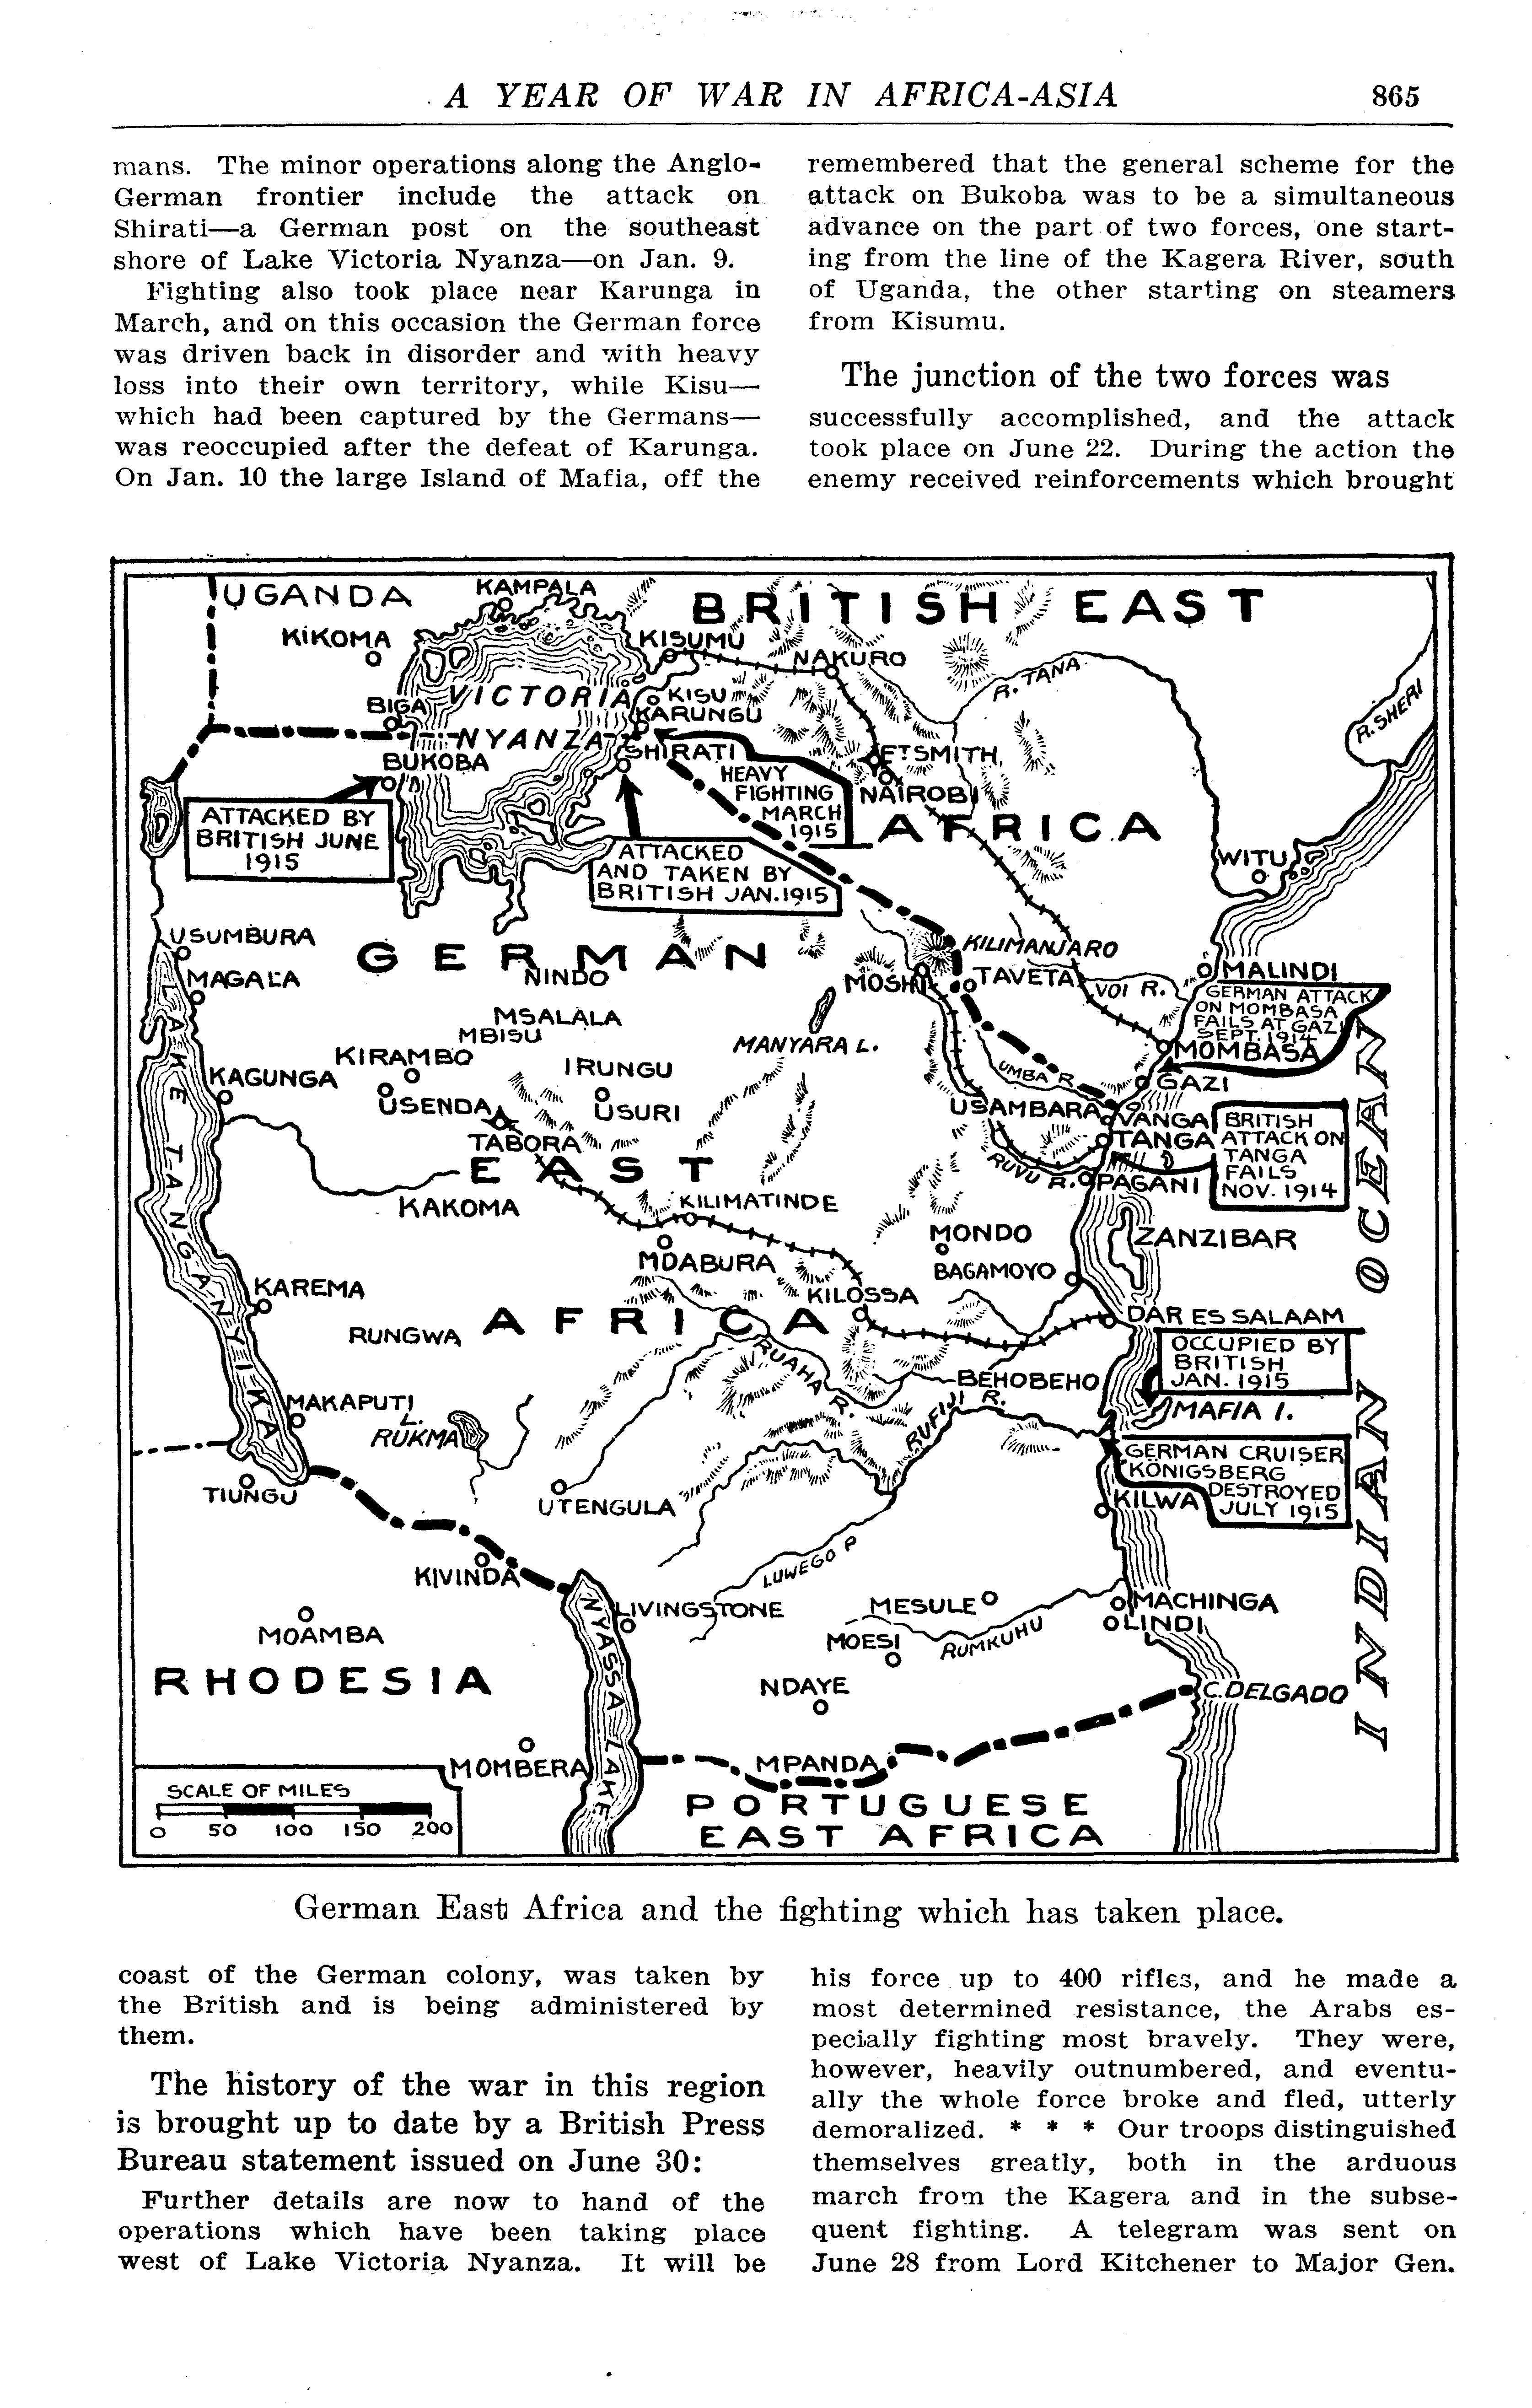 A YEAR OF WAR IN AFRICA-ASIA 865
mans. The minor operations along the Anglo-
German frontier include the attack on
Shirati—a German post on the southeast
shore of Lake Victoria Nyanza—on Jan. 9.
Fighting also took place near Karunga in
March, and on this occasion the German force
was driven back in disorder and with heavy
loss into their own territory, while Kisu—
which had been captured by the Germans—
was reoccupied after the defeat of Karunga.
On Jan. 10 the large Island of Mafia, off the
remembered that the general scheme for the
attack on Bukoba was to be a simultaneous
advance on the part of two forces, one start-
ing from the line of the Kagera River, south
of Uganda, the other starting on steamers
from Kisumu.
The junction of the two forces was
successfully accomplished, and the attack
took place on June 22. During the action the
enemy received reinforcements which brought
UGANDA
KAMPALA
BRITISH EAST
KIKOMA
KISUMU
NAKURO
R. TANA
R. SHERI
BIGA
VICTORIA
KISU
KARUNGU
NYANZA
SHIRATI
FT SMITH
BUKOBA
HEAVY
FIGHTING
MARCH
1915
NAIROBI
AFRICA
ATTACKED BY
BRITISH JUNE
1915
ATTACKED
AND TAKEN BY
BRITISH JAN. 1915
WITU
USUMBURA
GERMAN
KILIMANJARO
MAGALA
NINDO
MOSHI
TAVETA
VOI R.
MALINDI
GERMAN ATTACK
ON MOMBASA
FAILS AT GAZI
SEPT. 1914
MSALALA
MBISU
MANYARA L.
MOMBASA
KIRAMBO
IRUNGU
KAGUNGA
UMBA R.
GAZI
USENDA
USURI
USAMBARA
VANGA
BRITISH
ATTACK ON
TANGA
FAILS
NOV. 1914
TABORA
TANGA
LAKE TANGANYIKA
EAST
RUVU R.
PAGANI
KAKOMA
KILIMATINDE
MONDO
ZANZIBAR
MDABURA
BAGAMOYO
KAREMA
KILOSSA
INDIAN OCEAN
RUNGWA
AFRICA
DAR ES SALAAM
OCCUPIED BY
BRITISH
JAN. 1915
RUAHA R.
BEHOBEHO
MAKAPUTI
L.
RUKMA
RUFIJI R.
MAFIA I.
GERMAN CRUISER
KÖNIGSBERG
DESTROYED
JULY 1915
TIUNGU
UTENGULA
KILWA
KIVINDA
LUWEGO R
LIVINGSTONE
MESULE
MACHINGA
MOAMBA
MOESI
RUMKUHU
LINDI
RHODESIA
NYASSA LAKE
NDAYE
C. DELGADO
MOMBERA
MPANDA
SCALE OF MILES
0 50 100 150 200
PORTUGUESE
EAST AFRICA
German East Africa and the fighting which has taken place.
coast of the German colony, was taken by
the British and is being administered by
them.
The history of the war in this region
is brought up to date by a British Press
Bureau statement issued on June 30:
Further details are now to hand of the
operations which have been taking place
west of Lake Victoria Nyanza. It will be
his force up to 400 rifles, and he made a
most determined resistance, the Arabs es-
pecially fighting most bravely. They were,
however, heavily outnumbered, and eventu-
ally the whole force broke and fled, utterly
demoralized. * * * Our troops distinguished
themselves greatly, both in the arduous
march from the Kagera and in the subse-
quent fighting. A telegram was sent on
June 28 from Lord Kitchener to Major Gen.